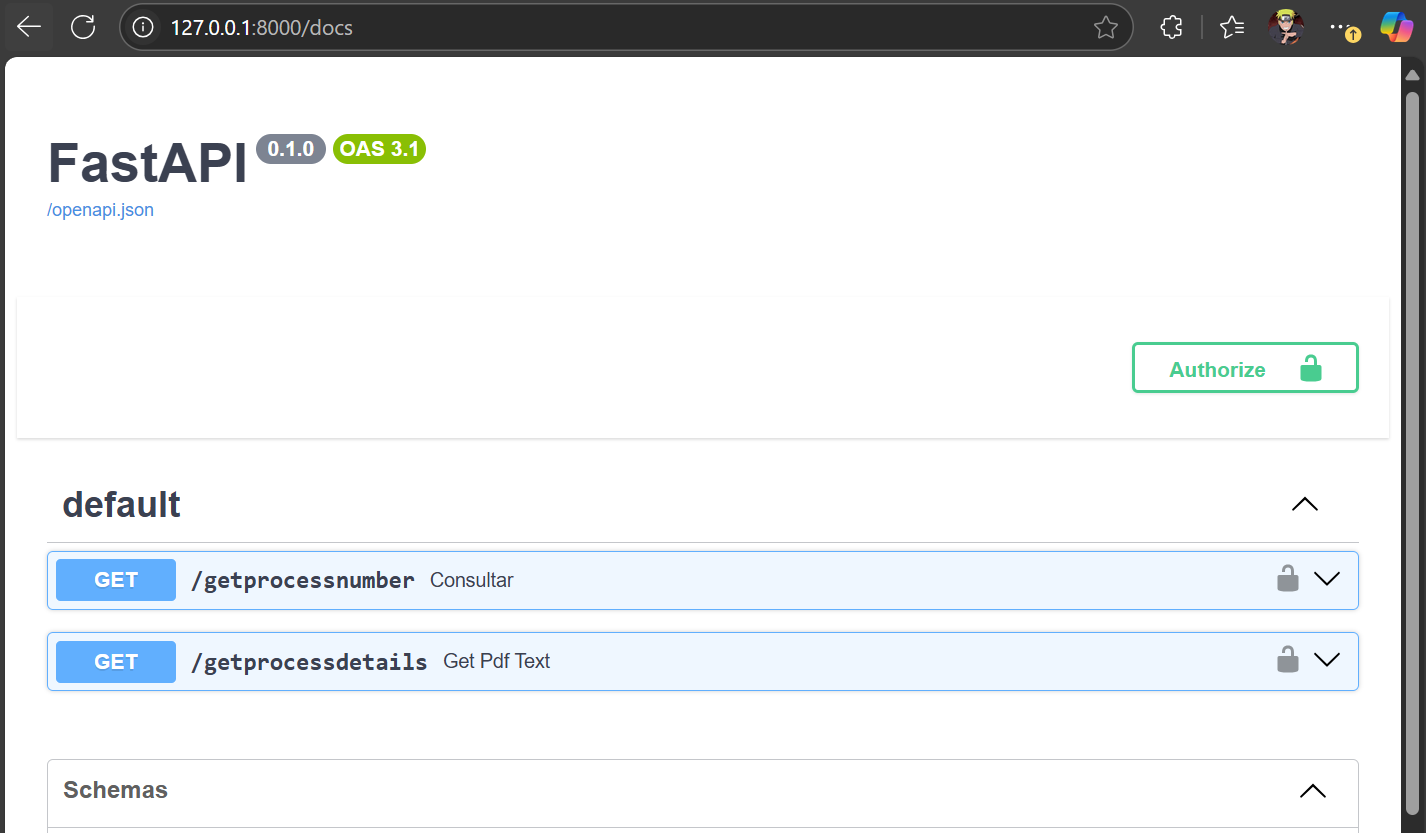 127.0.0.1:8000/docs
FastAPI 0.1.0 OAS 3.1
/openapi.json
Authorize
default
GET /getprocessnumber Consultar
GET /getprocessdetails Get Pdf Text
Schemas